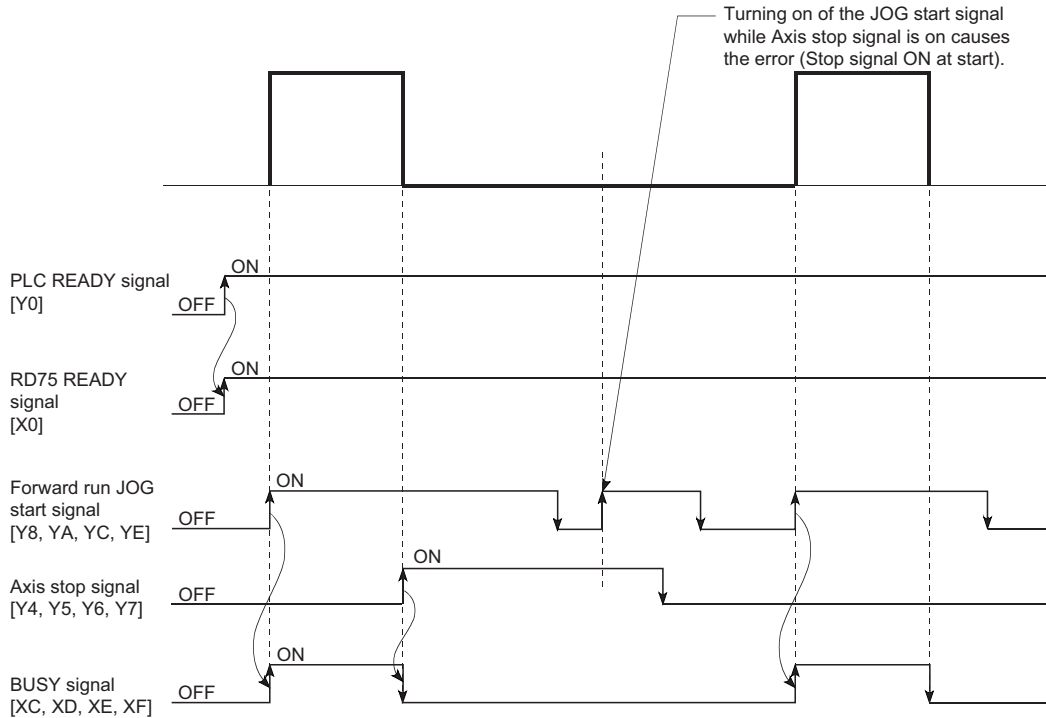 Turning on of the JOG start signal
while Axis stop signal is on causes
the error (Stop signal ON at start).
ON
PLC READY signal
[Y0]
OFF
ON
RD75 READY
signal
[X0]
OFF
ON
Forward run JOG
start signal
[Y8, YA, YC, YE]
OFF
ON
Axis stop signal
[Y4, Y5, Y6, Y7]
OFF
ON
BUSY signal
[XC, XD, XE, XF]
OFF